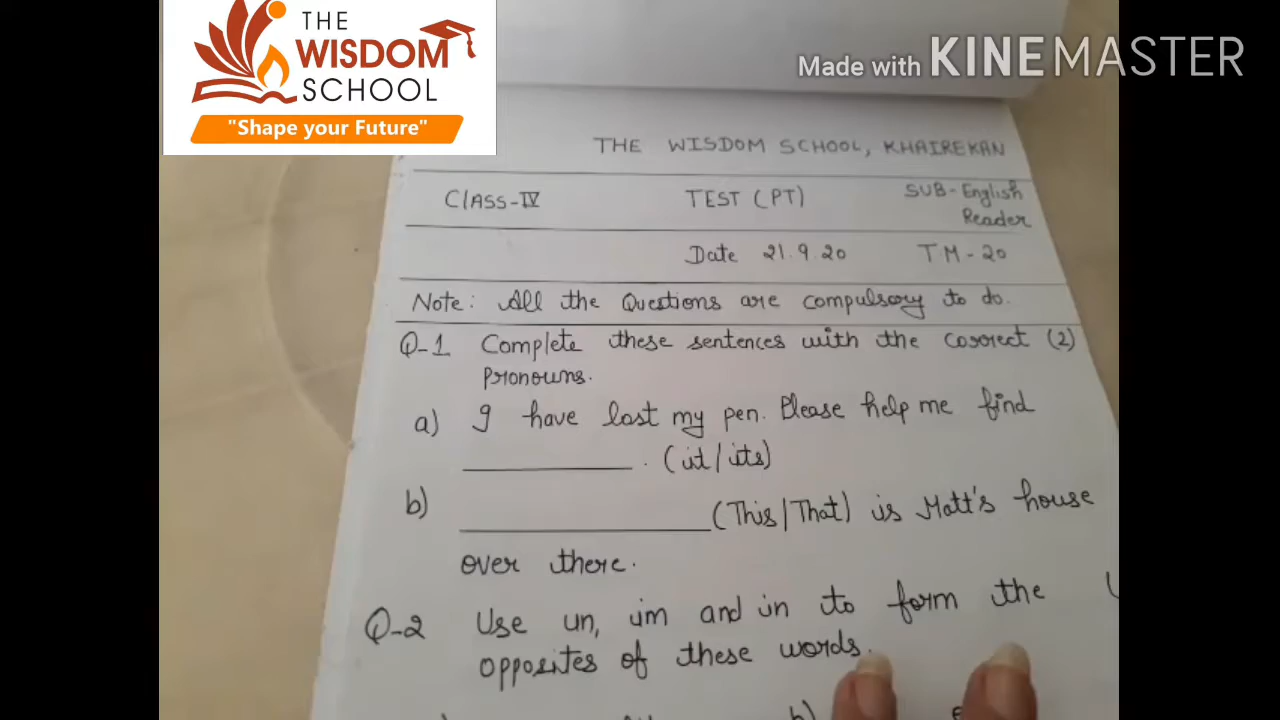 THE
WISDOM
SCHOOL
"Shape your Future"
Made with KINEMASTER
THE WISDOM SCHOOL, KHAIREKAN
Class-IV TEST (PT) SUB- English Reader
Date 21.9.20 T.M - 20
Note: All the Questions are compulsory to do.
Q-1 Complete these sentences with the correct (2)
pronouns.
a) I have lost my pen. Please help me find
__________. (it/its)
b) __________ (This/That) is Matt's house
over there.
Q-2 Use un, im and in to form the (
opposites of these words.
b)